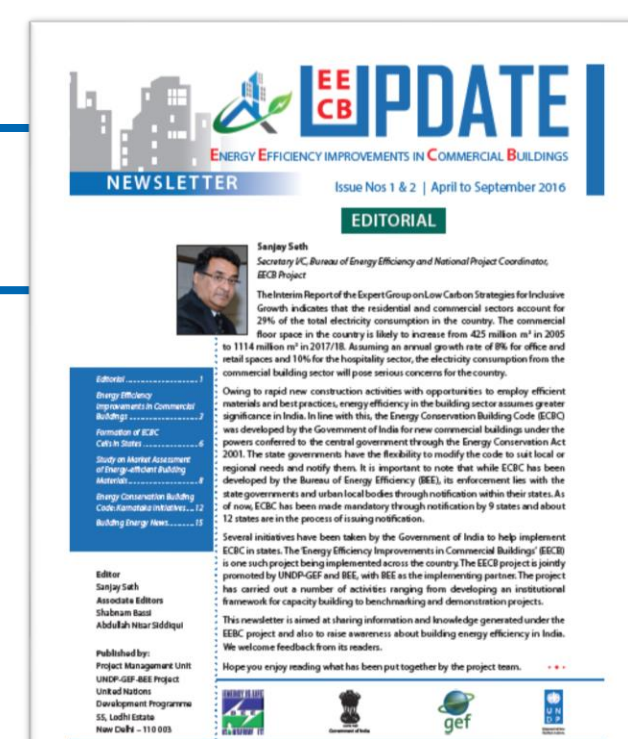 EE
CB
UPDATE
ENERGY EFFICIENCY IMPROVEMENTS IN COMMERCIAL BUILDINGS
NEWSLETTER
Issue Nos 1 & 2 | April to September 2016
EDITORIAL
Sanjay Seth
Secretary I/C, Bureau of Energy Efficiency and National Project Coordinator,
EECB Project
The Interim Report of the Expert Group on Low Carbon Strategies for Inclusive
Growth indicates that the residential and commercial sectors account for
29% of the total electricity consumption in the country. The commercial
floor space in the country is likely to increase from 425 million m² in 2005
to 1114 million m² in 2017/18. Assuming an annual growth rate of 8% for office and
retail spaces and 10% for the hospitality sector, the electricity consumption from the
commercial building sector will pose serious concerns for the country.
Owing to rapid new construction activities with opportunities to employ efficient
materials and best practices, energy efficiency in the building sector assumes greater
significance in India. In line with this, the Energy Conservation Building Code (ECBC)
was developed by the Government of India for new commercial buildings under the
powers conferred to the central government through the Energy Conservation Act
2001. The state governments have the flexibility to modify the code to suit local or
regional needs and notify them. It is important to note that while ECBC has been
developed by the Bureau of Energy Efficiency (BEE), its enforcement lies with the
state governments and urban local bodies through notification within their states. As
of now, ECBC has been made mandatory through notification by 9 states and about
12 states are in the process of issuing notification.
Several initiatives have been taken by the Government of India to help implement
ECBC in states. The 'Energy Efficiency Improvements in Commercial Buildings' (EECB)
is one such project being implemented across the country. The EECB project is jointly
promoted by UNDP-GEF and BEE, with BEE as the implementing partner. The project
has carried out a number of activities ranging from developing an institutional
framework for capacity building to benchmarking and demonstration projects.
This newsletter is aimed at sharing information and knowledge generated under the
EEBC project and also to raise awareness about building energy efficiency in India.
We welcome feedback from its readers.
Hope you enjoy reading what has been put together by the project team.
Editorial ........................ 1
Energy Efficiency
Improvements in Commercial
Buildings ....................... 2
Formation of ECBC
Cells in States .................. 6
Study on Market Assessment
of Energy-efficient Building
Materials ....................... 8
Energy Conservation Building
Code: Karnataka Initiatives .... 12
Building Energy News ......... 15
Editor
Sanjay Seth
Associate Editors
Shabnam Bassi
Abdullah Nisar Siddiqui
Published by:
Project Management Unit
UNDP-GEF-BEE Project
United Nations
Development Programme
55, Lodhi Estate
New Delhi – 110 003
ENERGY IS LIFE
BEE
gef
U N
D P